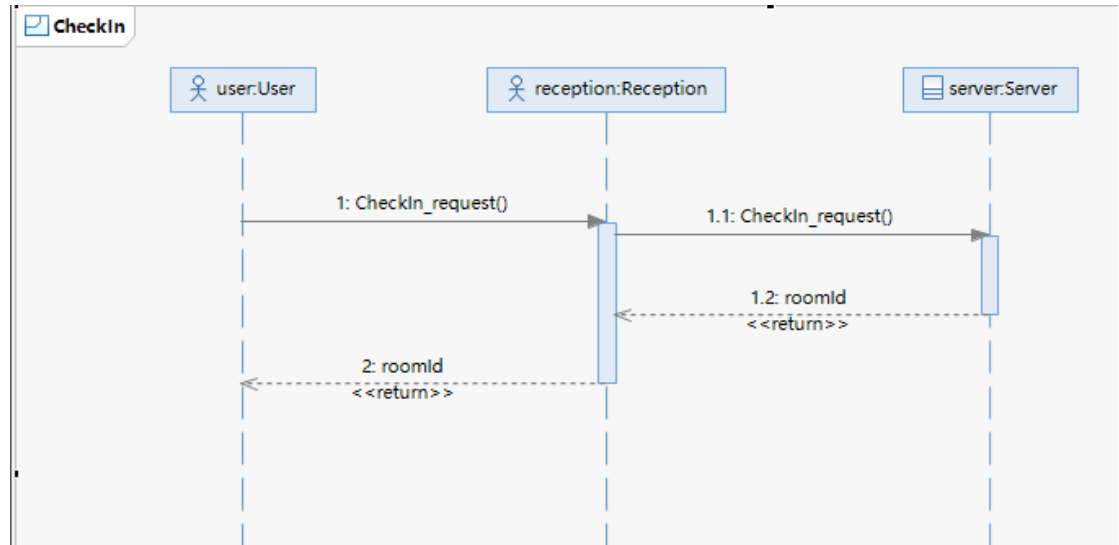 CheckIn
user:User
reception:Reception
server:Server
1: CheckIn_request()
1.1: CheckIn_request()
1.2: roomId
<<return>>
2: roomId
<<return>>